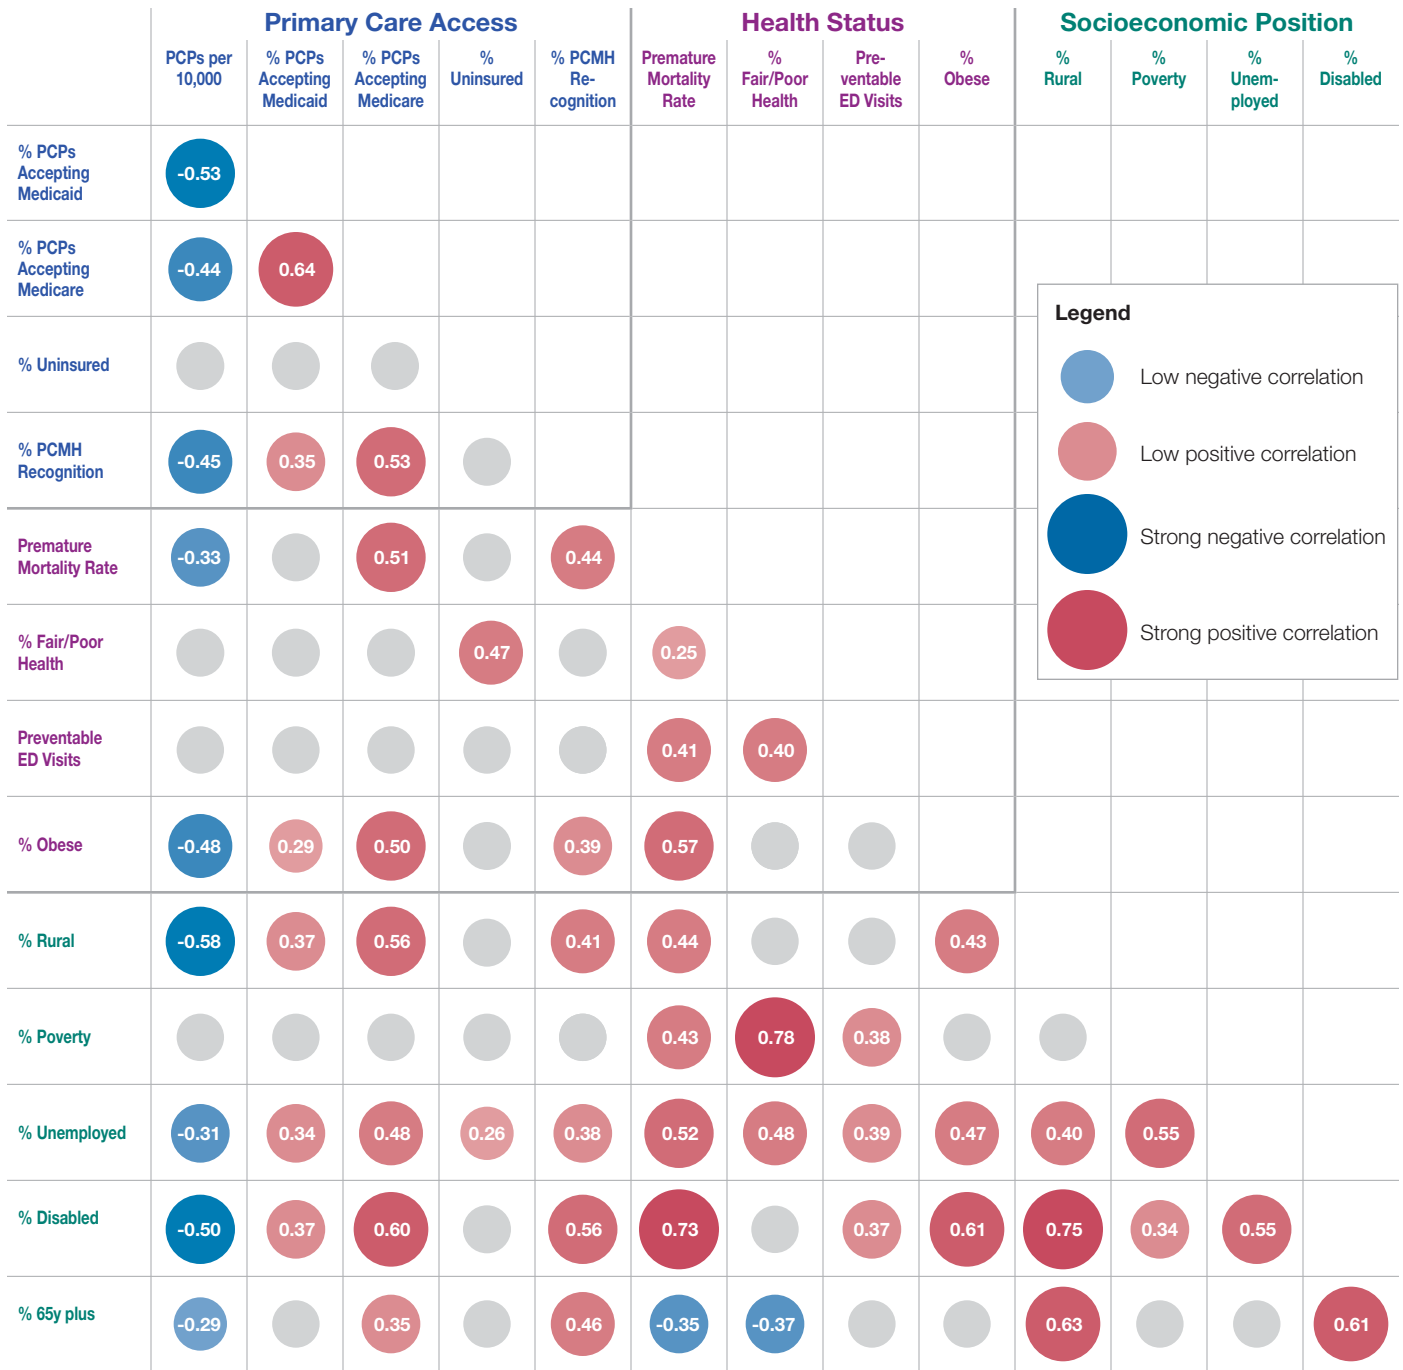 Primary Care Access Health Status Socioeconomic Position
PCPs per % PCPs % PCPs % % PCMH Premature % Pre- % % % % %
10,000 Accepting Accepting Uninsured Re- Mortality Fair/Poor ventable Obese Rural Poverty Unem- Disabled
Medicaid Medicare cognition Rate Health ED Visits ployed
% PCPs
Accepting -0.53
Medicaid
% PCPs
Accepting -0.44 0.64
Medicare
Legend
% Uninsured
Low negative correlation
% PCMH
Recognition -0.45 0.35 0.53
Low positive correlation
Strong negative correlation
Premature
Mortality Rate -0.33 0.51 0.44
Strong positive correlation
% Fair/Poor
Health 0.47 0.25
Preventable
ED Visits 0.41 0.40
% Obese -0.48 0.29 0.50 0.39 0.57
% Rural -0.58 0.37 0.56 0.41 0.44 0.43
% Poverty 0.43 0.78 0.38
% Unemployed -0.31 0.34 0.48 0.26 0.38 0.52 0.48 0.39 0.47 0.40 0.55
% Disabled -0.50 0.37 0.60 0.56 0.73 0.37 0.61 0.75 0.34 0.55
% 65y plus -0.29 0.35 0.46 -0.35 -0.37 0.63 0.61